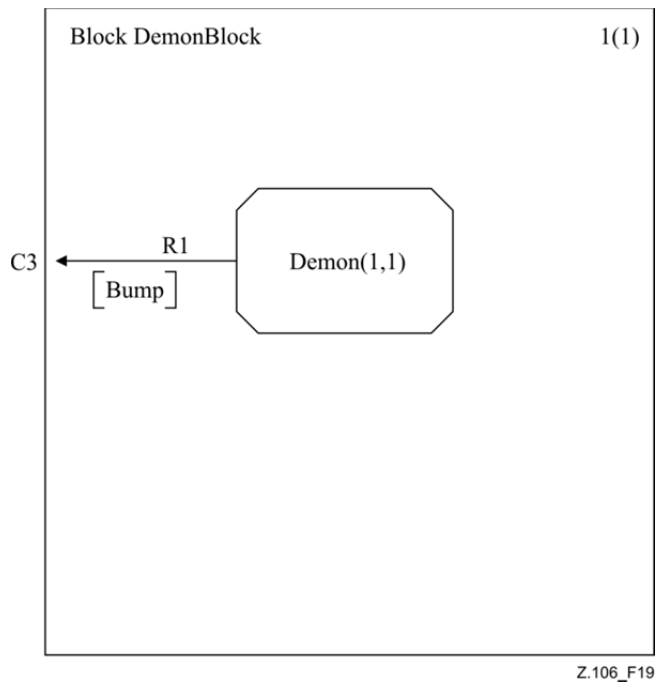 Block DemonBlock 1(1)
R1
C3
Demon(1,1)
[Bump]
Z.106_F19